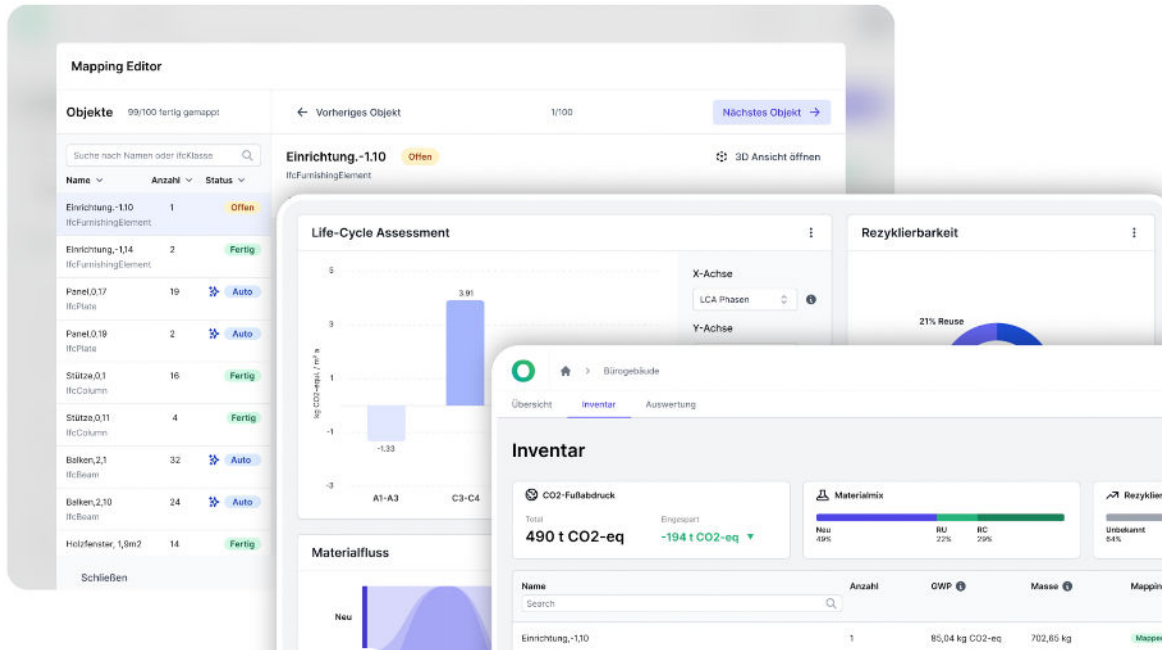 Mapping Editor
Objekte 99/100 fertig gemappt
Vorheriges Objekt 1/100 Nächstes Objekt
Suche nach Namen oder ifcKlasse
Name Anzahl Status
Einrichtung.-1.10 1 Offen
IfcFurnishingElement
Einrichtung,-1,14 2 Fertig
IfcFurnishingElement
Panel,0,17 19 Auto
IfcPlate
Panel,0,19 2 Auto
IfcPlate
Stütze,0,1 16 Fertig
IfcColumn
Stütze,0,11 4 Fertig
IfcColumn
Balken,2,1 32 Auto
IfcBeam
Balken,2,10 24 Auto
IfcBeam
Holzfenster, 1,9m2 14 Fertig
Schließen
Einrichtung.-1.10 Offen
IfcFurnishingElement
3D Ansicht öffnen
Life-Cycle Assessment
5
3
1
-1
-3
kg CO2-equi. / m² a
3.91
-1.33
A1-A3 C3-C4
X-Achse
LCA Phasen
Y-Achse
Rezyklierbarkeit
21% Reuse
Materialfluss
Neu
Bürogebäude
Übersicht Inventar Auswertung
Inventar
CO2-Fußabdruck
Total Eingespart
490 t CO2-eq -194 t CO2-eq
Materialmix
Neu RU RC
49% 22% 29%
Rezyklier
Unbekannt
64%
Name Anzahl GWP Masse Mappin
Search
Einrichtung,-1,10 1 85,04 kg CO2-eq 702,65 kg Mappe